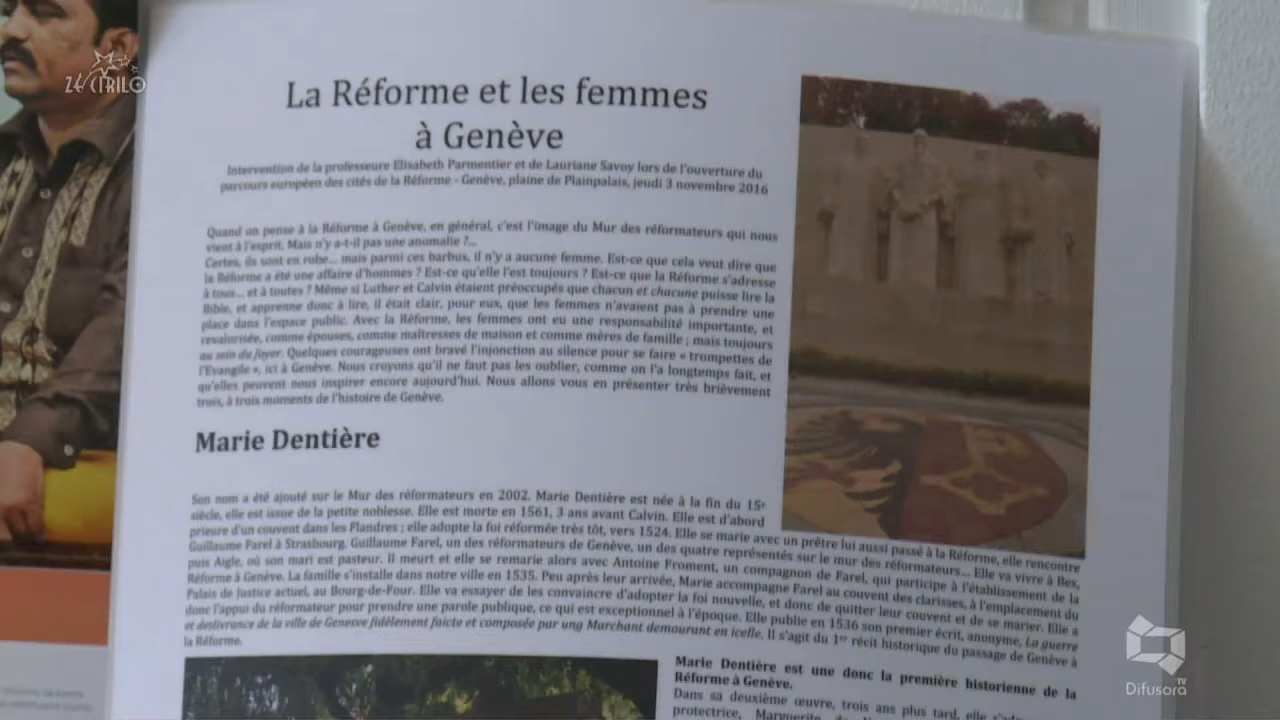 ZÉ CIRILO
La Réforme et les femmes
à Genève
Intervention de la professeure Elisabeth Parmentier et de Lauriane Savoy lors de l'ouverture du
parcours européen des cités de la Réforme - Genève, plaine de Plainpalais, jeudi 3 novembre 2016
Quand on pense à la Réforme à Genève, en général, c'est l'image du Mur des réformateurs qui nous
vient à l'esprit. Mais n'y a-t-il pas une anomalie ?...
Certes, ils sont en robe... mais parmi ces barbus, il n'y a aucune femme. Est-ce que cela veut dire que
la Réforme a été une affaire d'hommes ? Est-ce qu'elle l'est toujours ? Est-ce que la Réforme s'adresse
à tous... et à toutes ? Même si Luther et Calvin étaient préoccupés que chacun et chacune puisse lire la
Bible, et apprenne donc à lire, il était clair, pour eux, que les femmes n'avaient pas à prendre une
place dans l'espace public. Avec la Réforme, les femmes ont eu une responsabilité importante, et
revalorisée, comme épouses, comme maîtresses de maison et comme mères de famille ; mais toujours
au sein du foyer. Quelques courageuses ont bravé l'injonction au silence pour se faire « trompettes de
l'Evangile », ici à Genève. Nous croyons qu'il ne faut pas les oublier, comme on l'a longtemps fait, et
qu'elles peuvent nous inspirer encore aujourd'hui. Nous allons vous en présenter très brièvement
trois, à trois moments de l'histoire de Genève.
Marie Dentière
Son nom a été ajouté sur le Mur des réformateurs en 2002. Marie Dentière est née à la fin du 15e
siècle, elle est issue de la petite noblesse. Elle est morte en 1561, 3 ans avant Calvin. Elle est d'abord
prieure d'un couvent dans les Flandres ; elle adopte la foi réformée très tôt, vers 1524. Elle se marie avec un prêtre lui aussi passé à la Réforme, elle rencontre
Guillaume Farel à Strasbourg. Guillaume Farel, un des réformateurs de Genève, un des quatre représentés sur le mur des réformateurs... Elle va vivre à Bex,
puis Aigle, où son mari est pasteur. Il meurt et elle se remarie alors avec Antoine Froment, un compagnon de Farel, qui participe à l'établissement de la
Réforme à Genève. La famille s'installe dans notre ville en 1535. Peu après leur arrivée, Marie accompagne Farel au couvent des clarisses, à l'emplacement du
Palais de Justice actuel, au Bourg-de-Four. Elle va essayer de les convaincre d'adopter la foi nouvelle, et donc de quitter leur couvent et de se marier. Elle a
donc l'appui du réformateur pour prendre une parole publique, ce qui est exceptionnel à l'époque. Elle publie en 1536 son premier écrit, anonyme, La guerre
et deslivrance de la ville de Genesve fidèlement faicte et composée par ung Marchant demourant en icelle. Il s'agit du 1er récit historique du passage de Genève à
la Réforme.
Marie Dentière est une donc la première historienne de la
Réforme à Genève.
Dans sa deuxième œuvre, trois ans plus tard, elle
protectrice, Marguerite
Difusora
TV